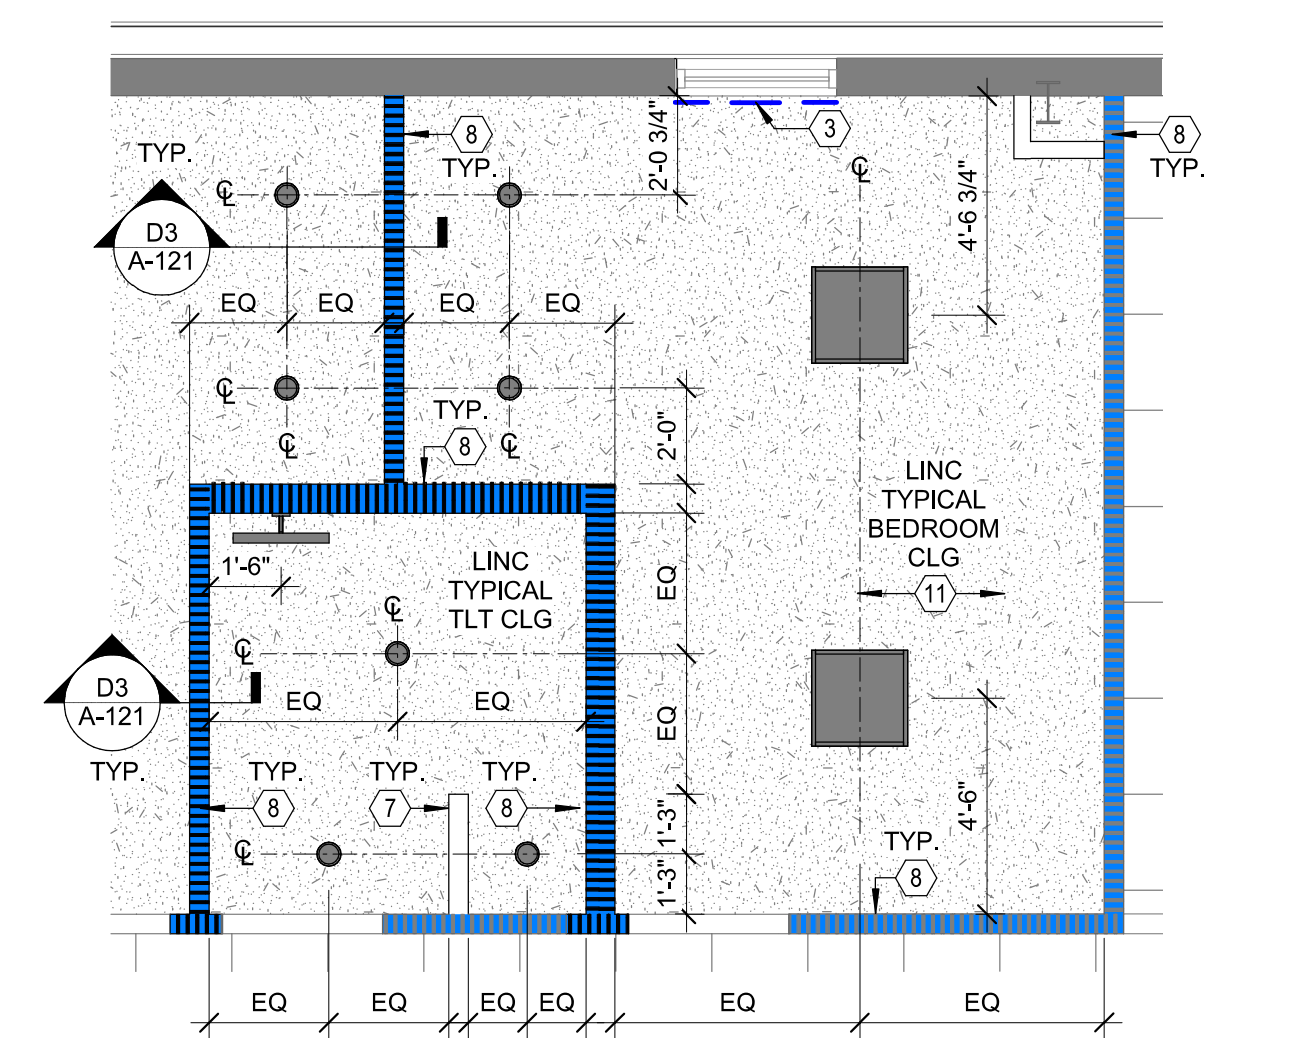 8
TYP.
3
8
TYP.
TYP.
D3
A-121
℄
℄
2'-0 3/4"
4'-6 3/4"
EQ
EQ
EQ
EQ
℄
TYP.
8
℄
℄
2'-0"
LINC
TYPICAL
BEDROOM
CLG
11
1'-6"
LINC
TYPICAL
TLT CLG
EQ
℄
℄
D3
A-121
TYP.
EQ
EQ
EQ
TYP.
8
TYP.
7
TYP.
8
1'-3"
4'-6"
℄
TYP.
8
1'-3"
EQ
EQ
EQ
EQ
EQ
EQ